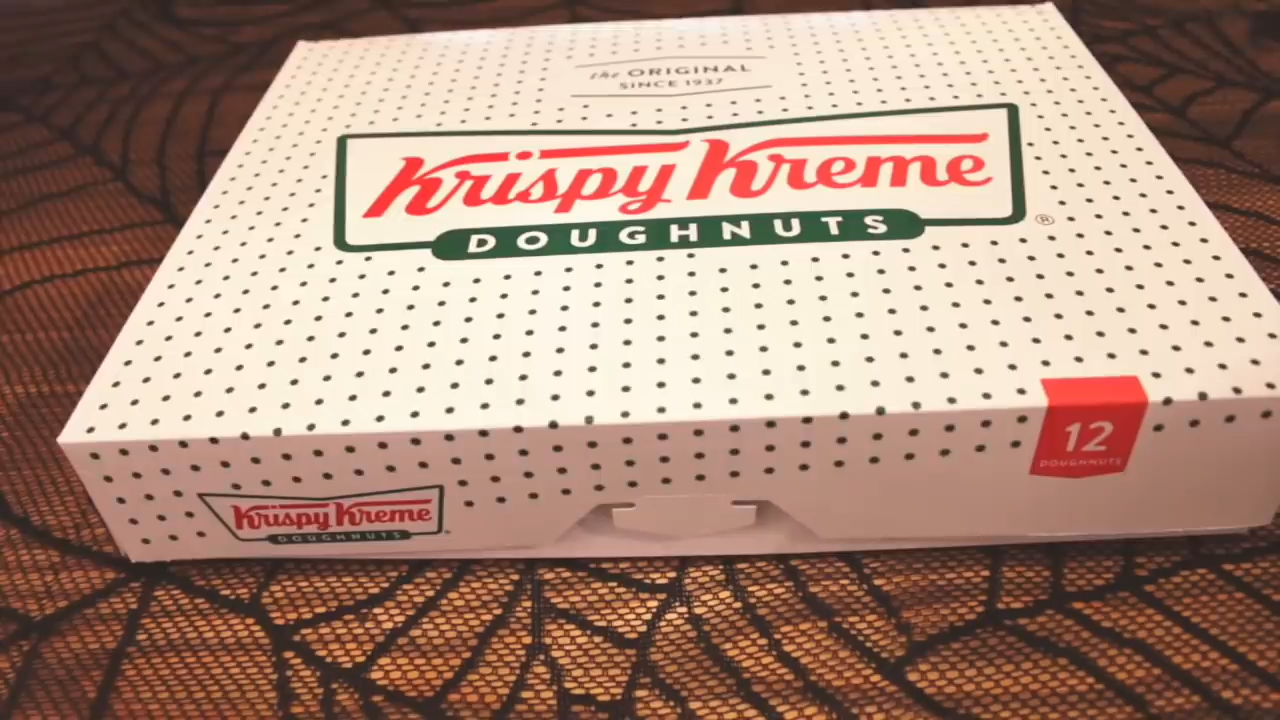 the ORIGINAL
SINCE 1937
Krispy Kreme
DOUGHNUTS
®
12
DOUGHNUTS
Krispy Kreme
DOUGHNUTS